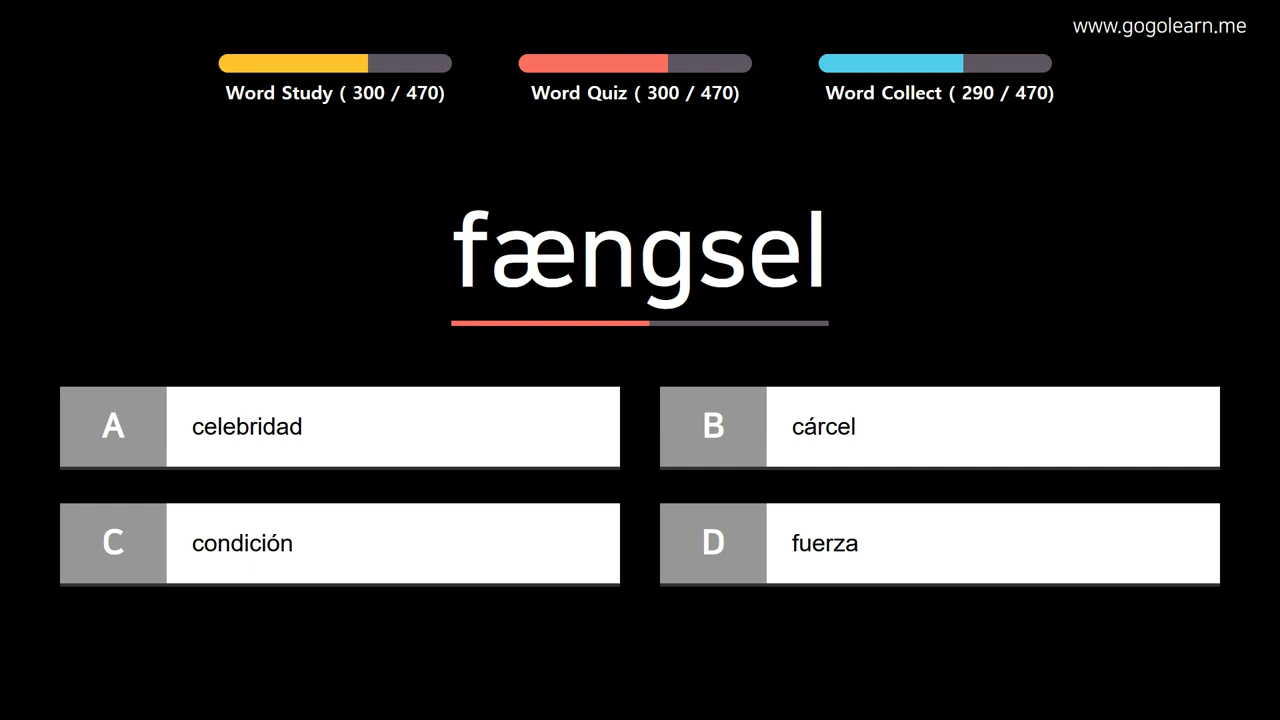 www.gogolearn.me
Word Study ( 300 / 470)
Word Quiz ( 300 / 470)
Word Collect ( 290 / 470)
fængsel
A
celebridad
B
cárcel
C
condición
D
fuerza